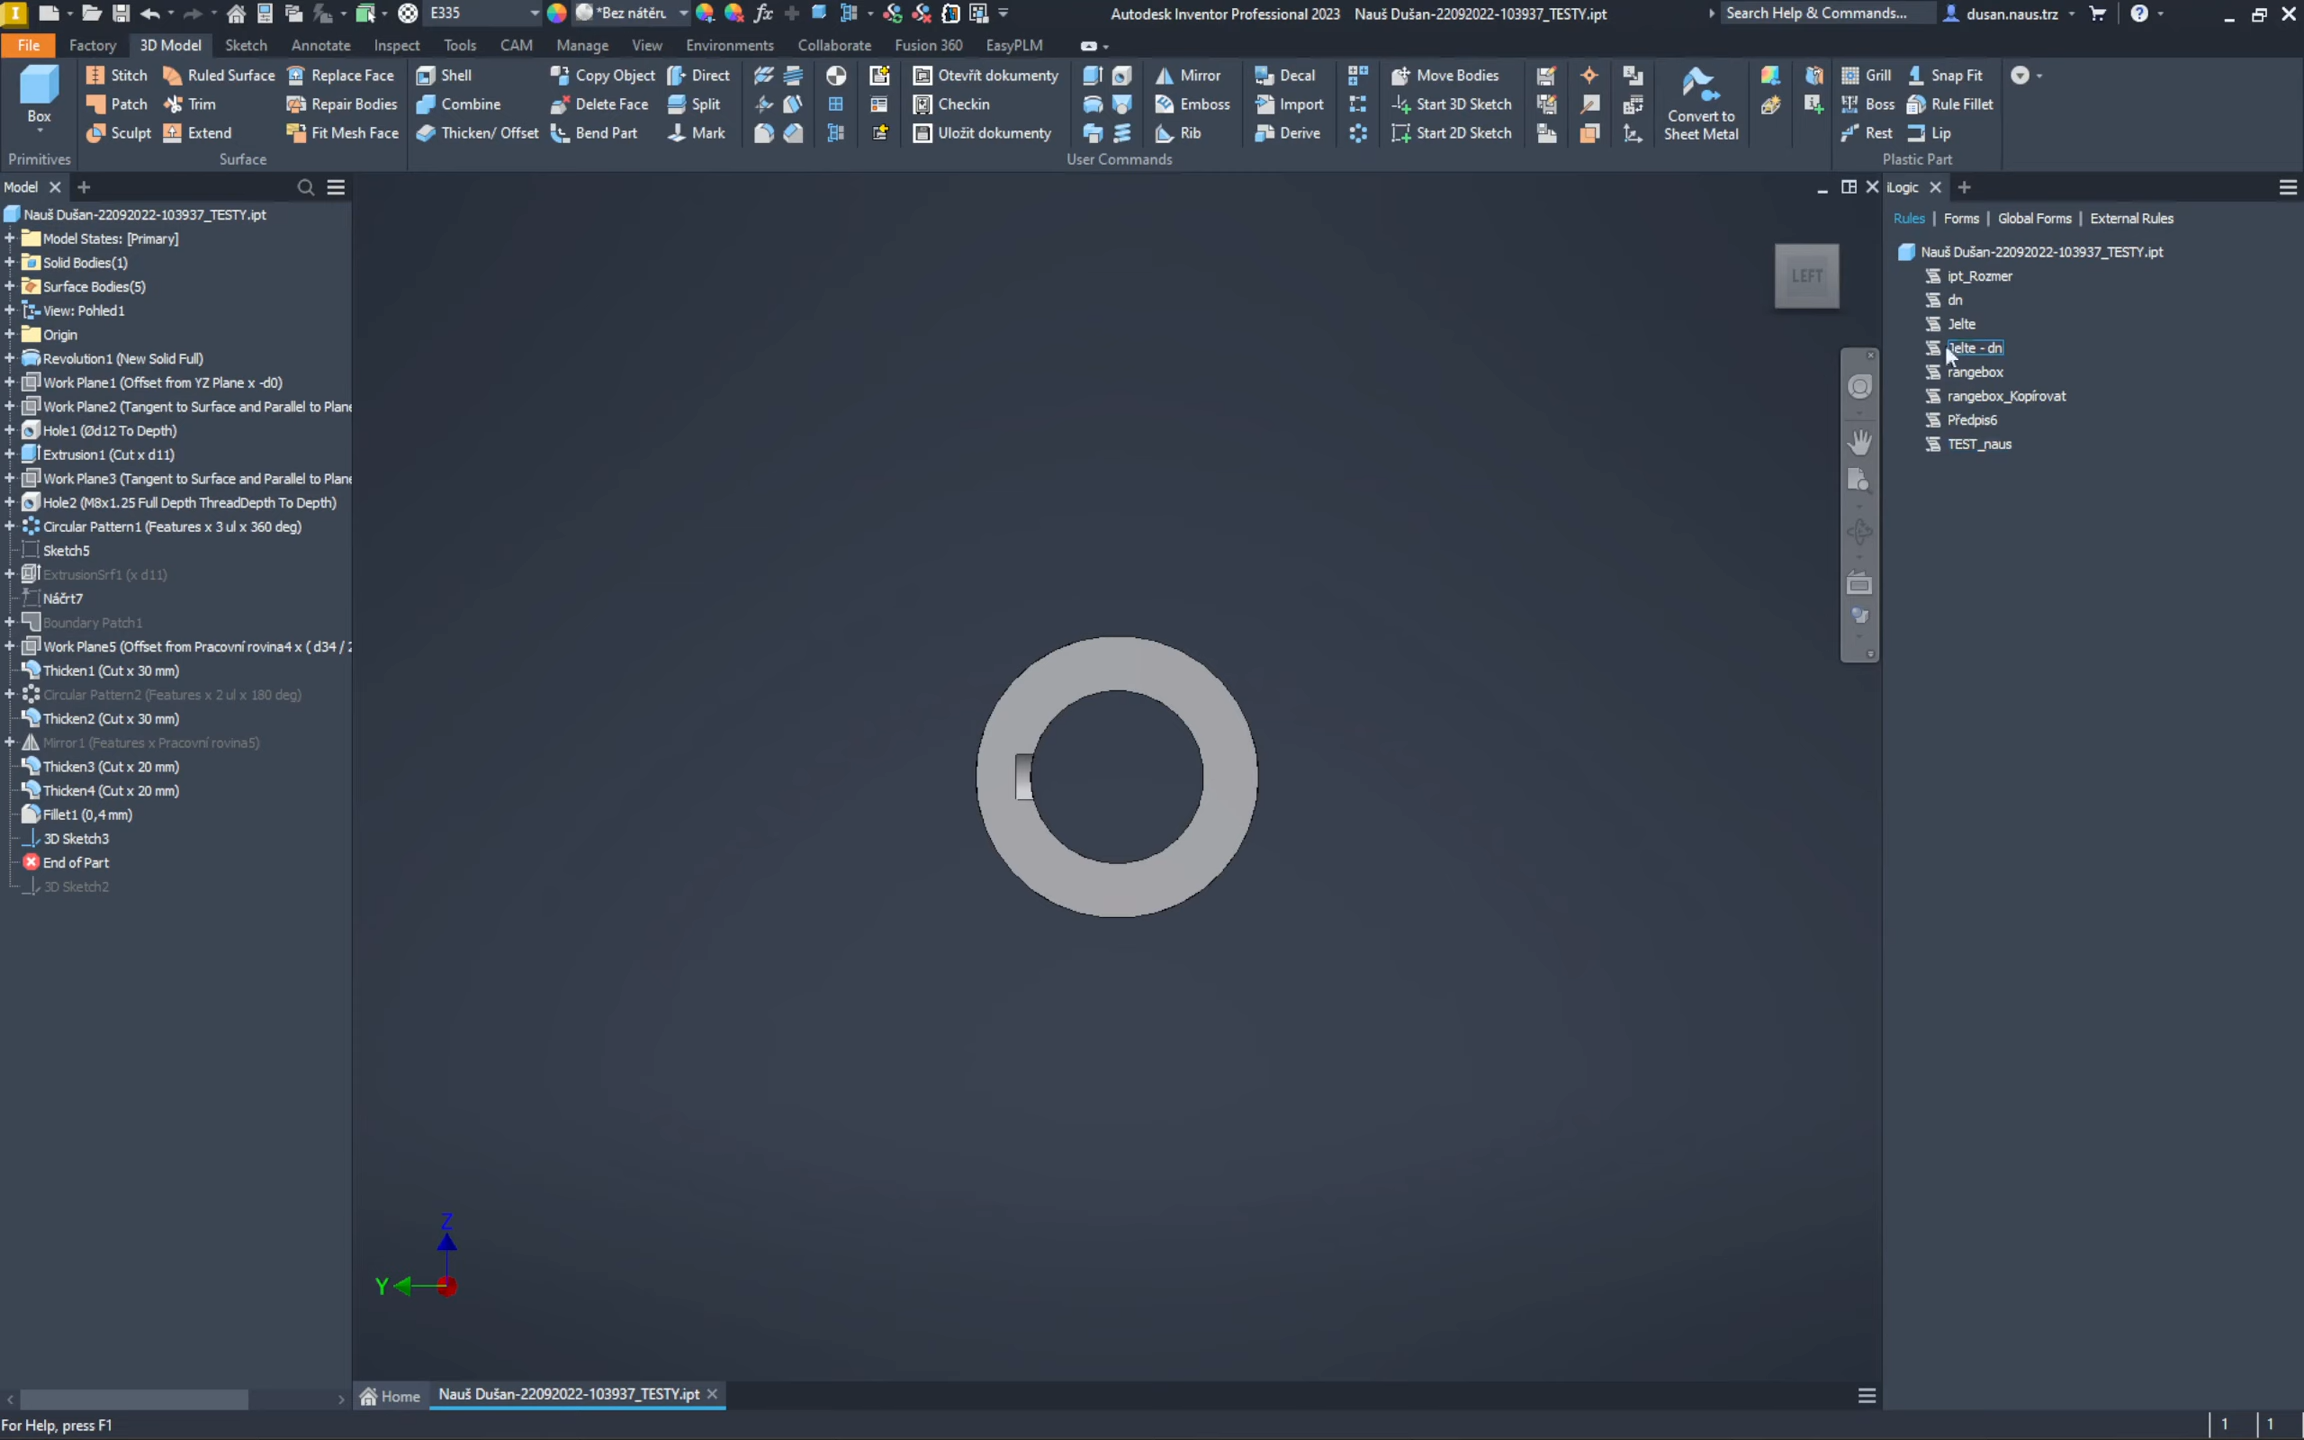 E335 *Bez nátěru Autodesk Inventor Professional 2023 Nauš Dušan-22092022-103937_TESTY.ipt Search Help & Commands... dusan.naus.trz
File Factory 3D Model Sketch Annotate Inspect Tools CAM Manage View Environments Collaborate Fusion 360 EasyPLM
Stitch Ruled Surface Replace Face Shell Copy Object Direct Otevřít dokumenty Mirror Decal Move Bodies Grill Snap Fit
Box Patch Trim Repair Bodies Combine Delete Face Split Checkin Emboss Import Start 3D Sketch Convert to Sheet Metal Boss Rule Fillet
Sculpt Extend Fit Mesh Face Thicken/ Offset Bend Part Mark Uložit dokumenty Rib Derive Start 2D Sketch Rest Lip
Primitives Surface User Commands Plastic Part
Model
Nauš Dušan-22092022-103937_TESTY.ipt
Model States: [Primary]
Solid Bodies(1)
Surface Bodies(5)
View: Pohled1
Origin
Revolution1 (New Solid Full)
Work Plane1 (Offset from YZ Plane x -d0)
Work Plane2 (Tangent to Surface and Parallel to Plane
Hole1 (Ød12 To Depth)
Extrusion1 (Cut x d11)
Work Plane3 (Tangent to Surface and Parallel to Plane
Hole2 (M8x1.25 Full Depth ThreadDepth To Depth)
Circular Pattern1 (Features x 3 ul x 360 deg)
Sketch5
ExtrusionSrf1 (x d11)
Náčrt7
Boundary Patch1
Work Plane5 (Offset from Pracovní rovina4 x ( d34 / 2
Thicken1 (Cut x 30 mm)
Circular Pattern2 (Features x 2 ul x 180 deg)
Thicken2 (Cut x 30 mm)
Mirror1 (Features x Pracovní rovina5)
Thicken3 (Cut x 20 mm)
Thicken4 (Cut x 20 mm)
Fillet1 (0,4 mm)
3D Sketch3
End of Part
3D Sketch2
LEFT
Z
Y
iLogic
Rules | Forms | Global Forms | External Rules
Nauš Dušan-22092022-103937_TESTY.ipt
ipt_Rozmer
dn
Jelte
Jelte - dn
rangebox
rangebox_Kopírovat
Předpis6
TEST_naus
Home Nauš Dušan-22092022-103937_TESTY.ipt
For Help, press F1 1 1